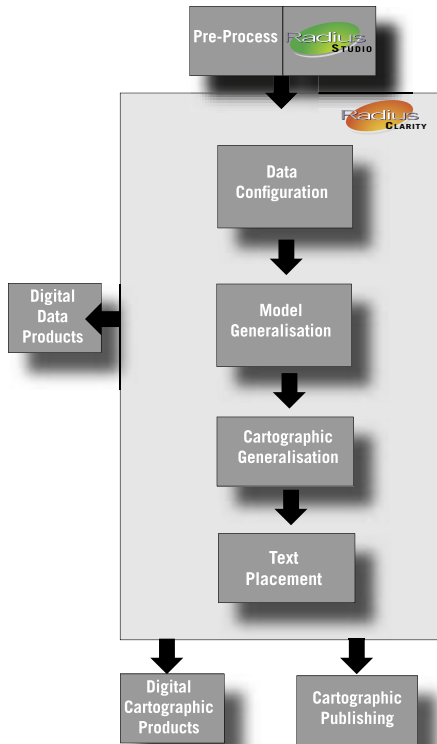 Pre-Process
Radius
STUDIO
Radius
CLARITY
Data
Configuration
Digital
Data
Products
Model
Generalisation
Cartographic
Generalisation
Text
Placement
Digital
Cartographic
Products
Cartographic
Publishing